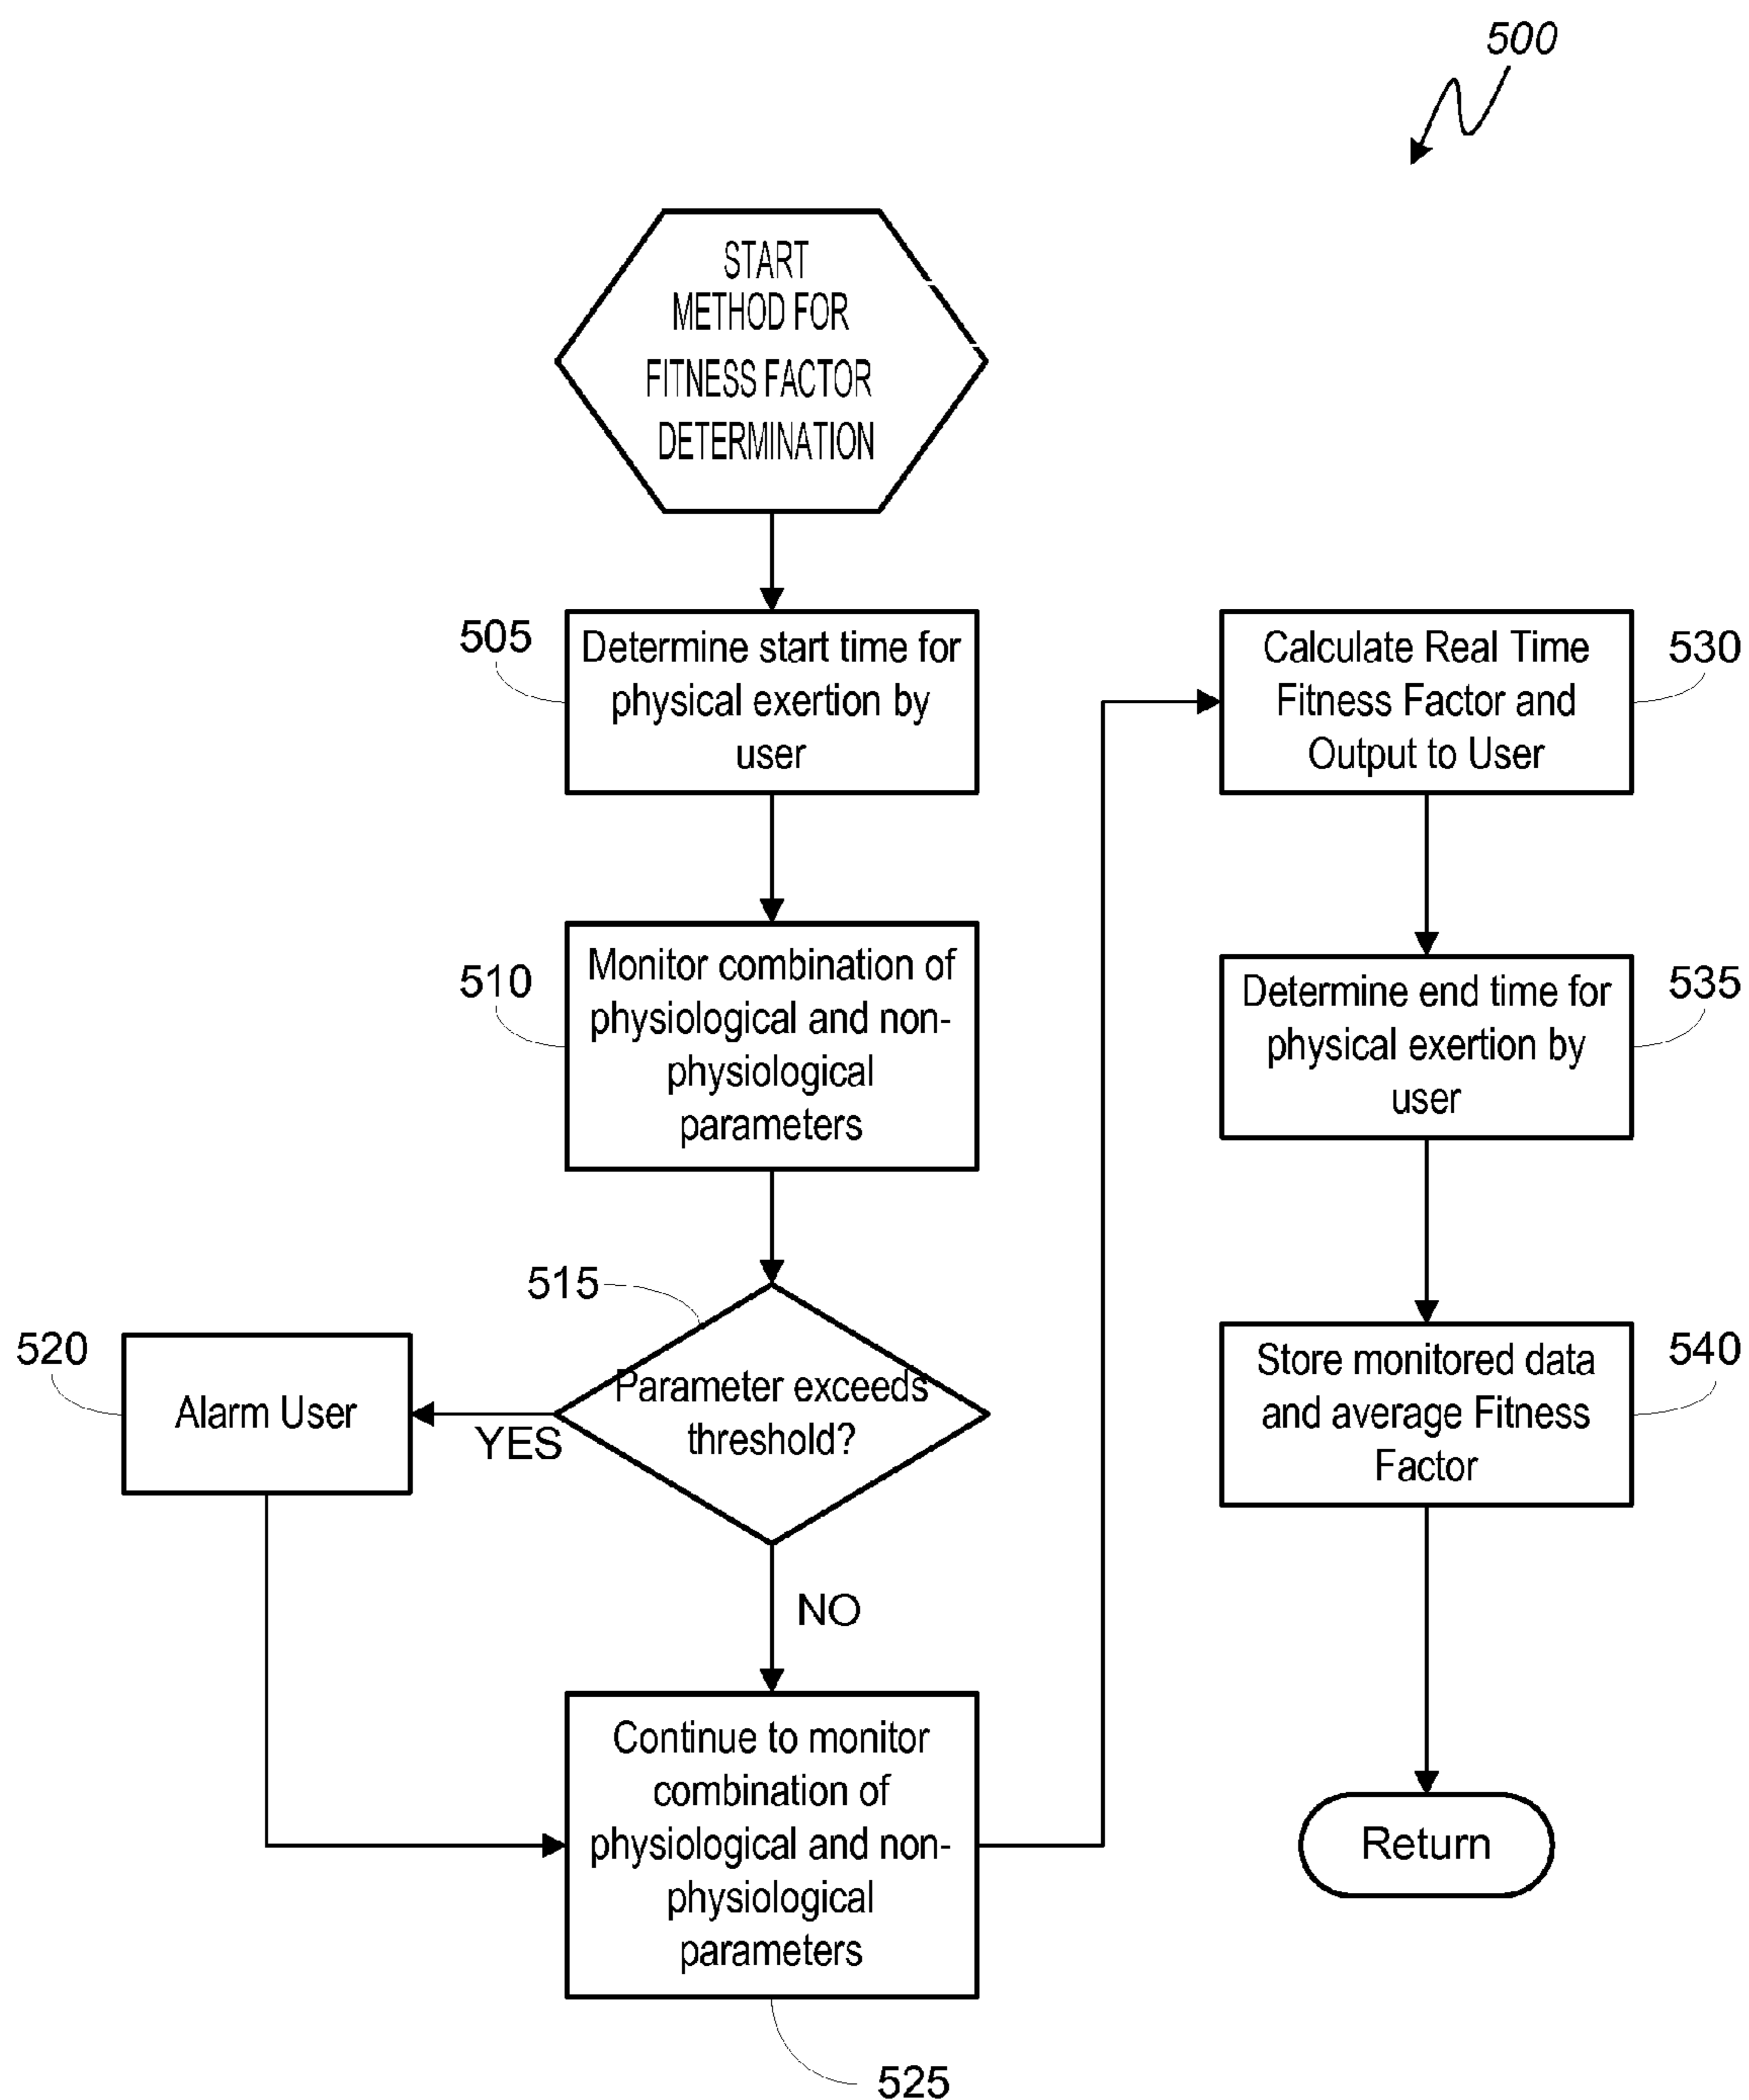 500
START
METHOD FOR
FITNESS FACTOR
DETERMINATION
505
Determine start time for
physical exertion by
user
510
Monitor combination of
physiological and non-
physiological
parameters
515
Parameter exceeds
threshold?
YES
NO
520
Alarm User
Continue to monitor
combination of
physiological and non-
physiological
parameters
525
Calculate Real Time
Fitness Factor and
Output to User
530
Determine end time for
physical exertion by
user
535
Store monitored data
and average Fitness
Factor
540
Return